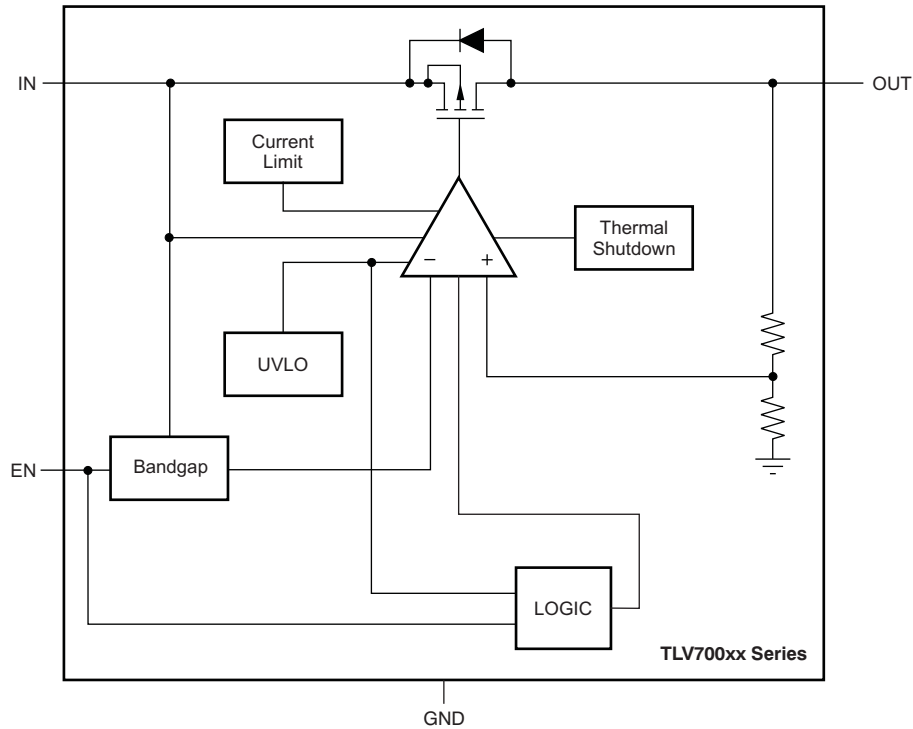 IN
OUT
Current
Limit
Thermal
Shutdown
−
+
UVLO
EN
Bandgap
LOGIC
TLV700xx Series
GND